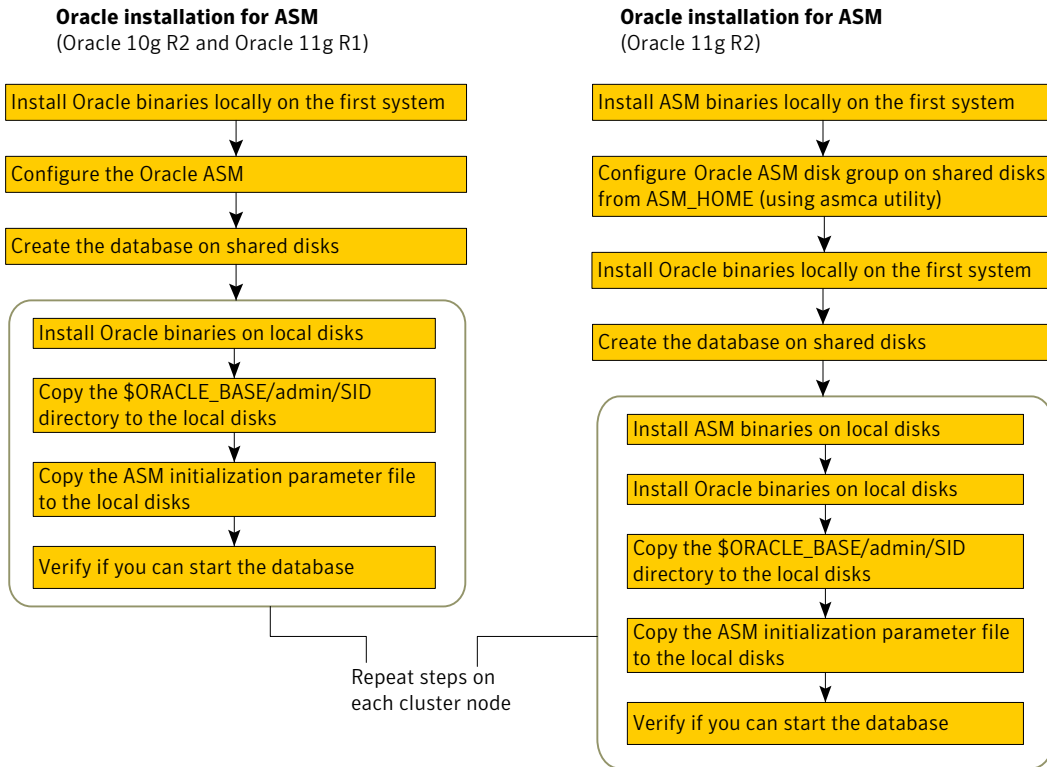 Oracle installation for ASM
(Oracle 10g R2 and Oracle 11g R1)
Install Oracle binaries locally on the first system
Configure the Oracle ASM
Create the database on shared disks
Install Oracle binaries on local disks
Copy the $ORACLE_BASE/admin/SID
directory to the local disks
Copy the ASM initialization parameter file
to the local disks
Verify if you can start the database
Oracle installation for ASM
(Oracle 11g R2)
Install ASM binaries locally on the first system
Configure Oracle ASM disk group on shared disks
from ASM_HOME (using asmca utility)
Install Oracle binaries locally on the first system
Create the database on shared disks
Install ASM binaries on local disks
Install Oracle binaries on local disks
Copy the $ORACLE_BASE/admin/SID
directory to the local disks
Copy the ASM initialization parameter file
to the local disks
Verify if you can start the database
Repeat steps on
each cluster node